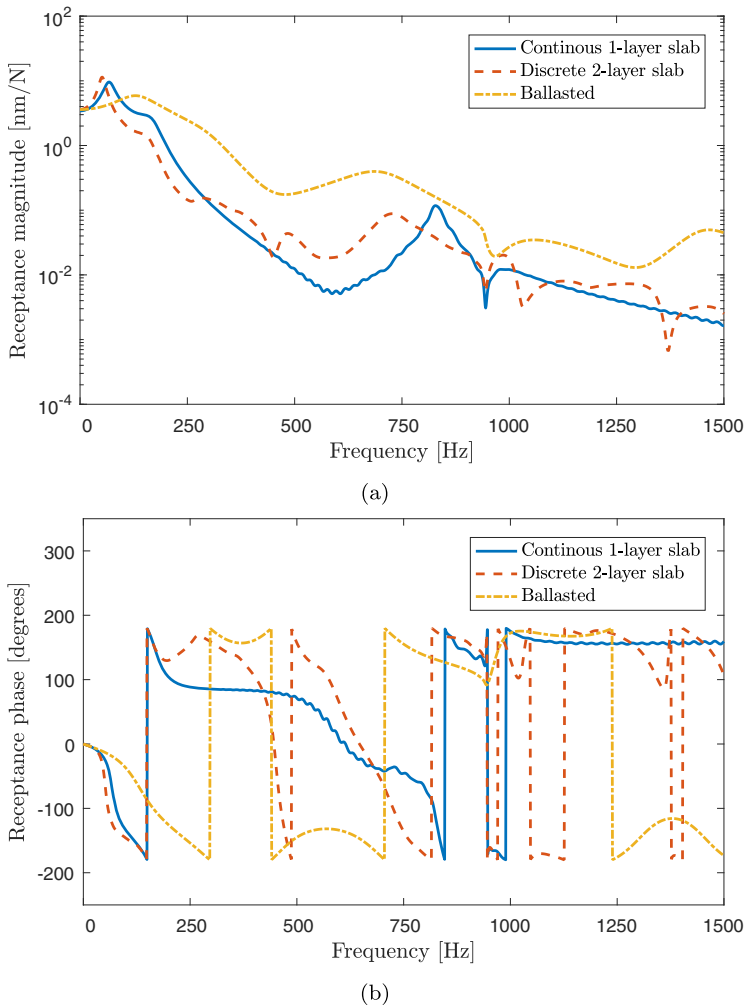 10^2
10^0
10^-2
10^-4
Receptance magnitude [nm/N]
Continous 1-layer slab
Discrete 2-layer slab
Ballasted
0 250 500 750 1000 1250 1500
Frequency [Hz]
(a)
300
200
100
0
-100
-200
Receptance phase [degrees]
Continous 1-layer slab
Discrete 2-layer slab
Ballasted
0 250 500 750 1000 1250 1500
Frequency [Hz]
(b)